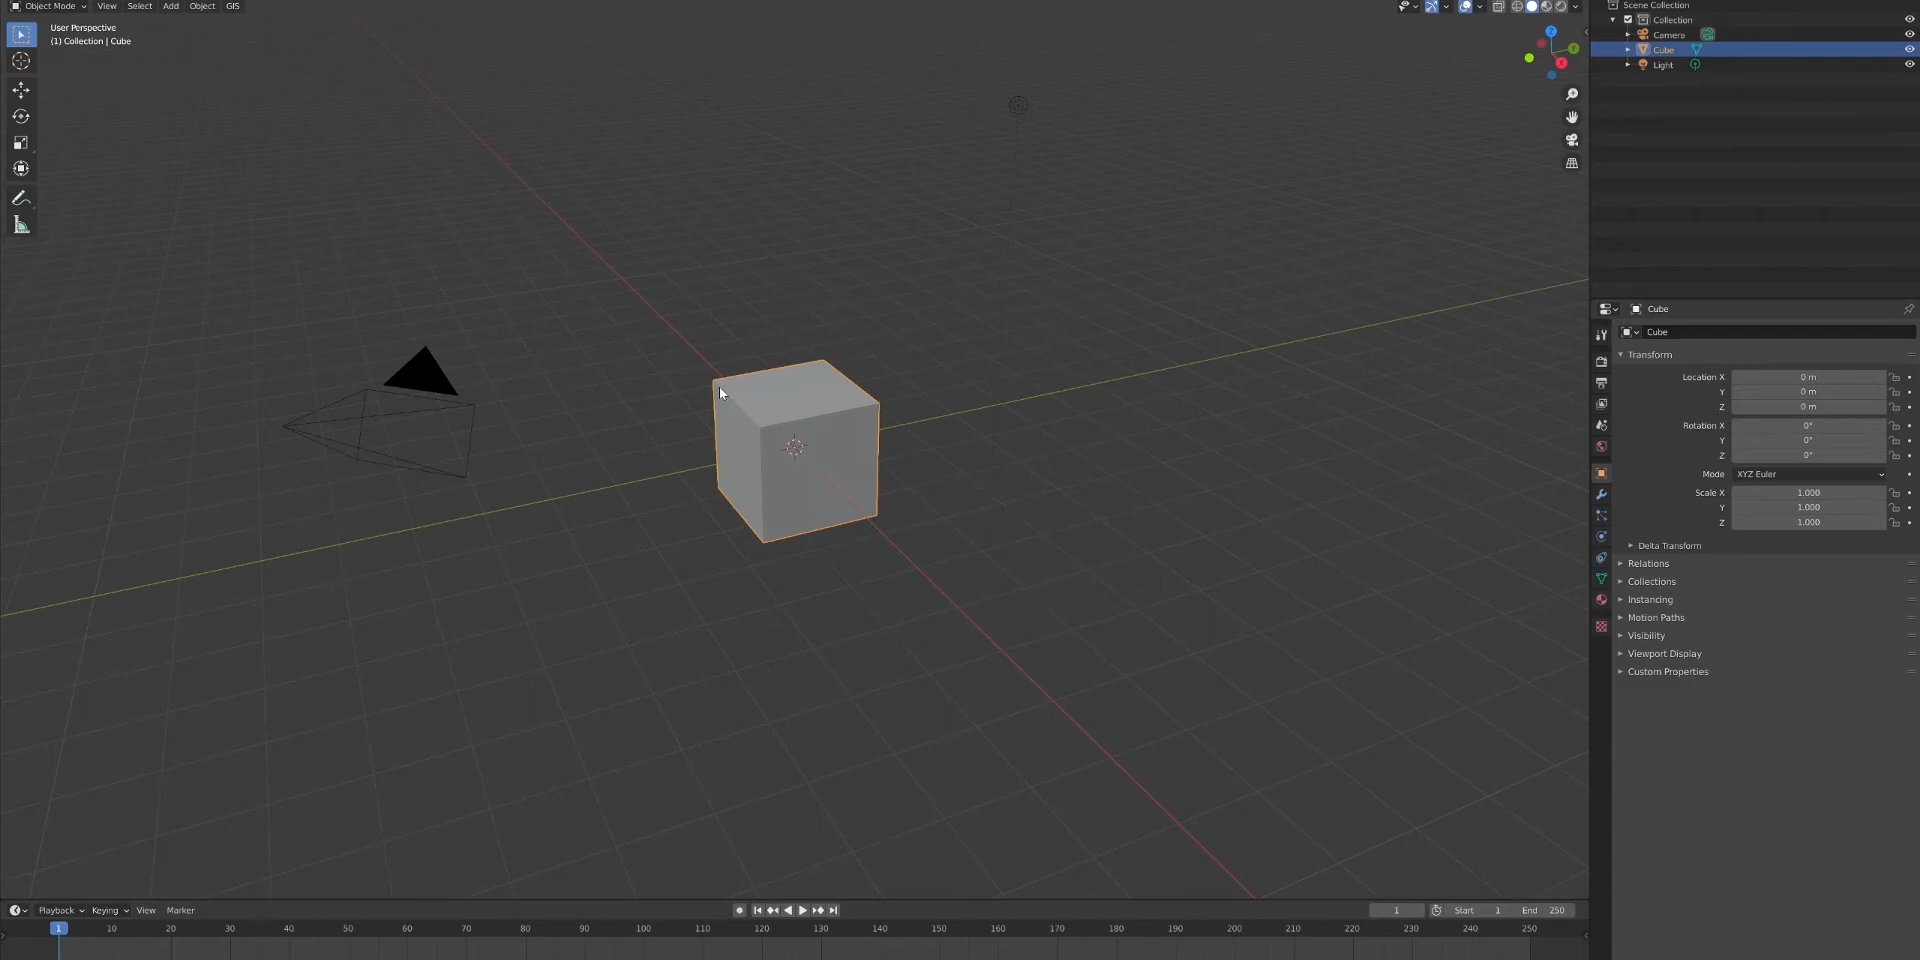 Object Mode View Select Add Object GIS
User Perspective
(1) Collection | Cube
Z
Y
X
Scene Collection
Collection
Camera
Cube
Light
Cube
Cube
Transform
Location X 0 m
Y 0 m
Z 0 m
Rotation X 0°
Y 0°
Z 0°
Mode XYZ Euler
Scale X 1.000
Y 1.000
Z 1.000
Delta Transform
Relations
Collections
Instancing
Motion Paths
Visibility
Viewport Display
Custom Properties
Playback Keying View Marker 1 Start 1 End 250
1 10 20 30 40 50 60 70 80 90 100 110 120 130 140 150 160 170 180 190 200 210 220 230 240 250